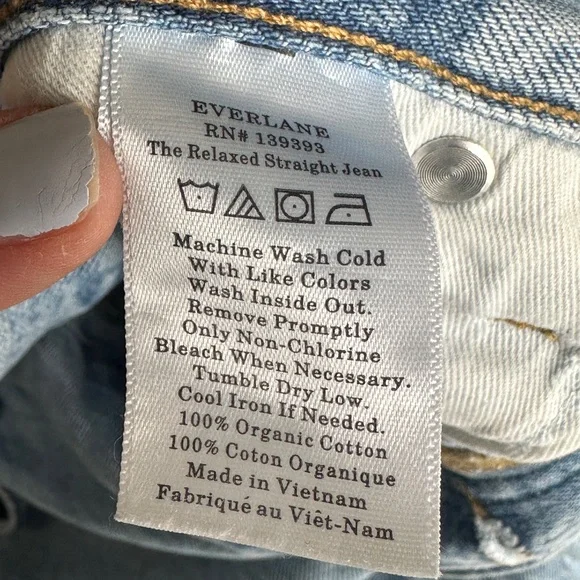 EVERLANE
RN# 139393
The Relaxed Straight Jean
Machine Wash Cold
With Like Colors
Wash Inside Out.
Remove Promptly
Only Non-Chlorine
Bleach When Necessary.
Tumble Dry Low.
Cool Iron If Needed.
100% Organic Cotton
100% Coton Organique
Made in Vietnam
Fabriqué au Viêt-Nam